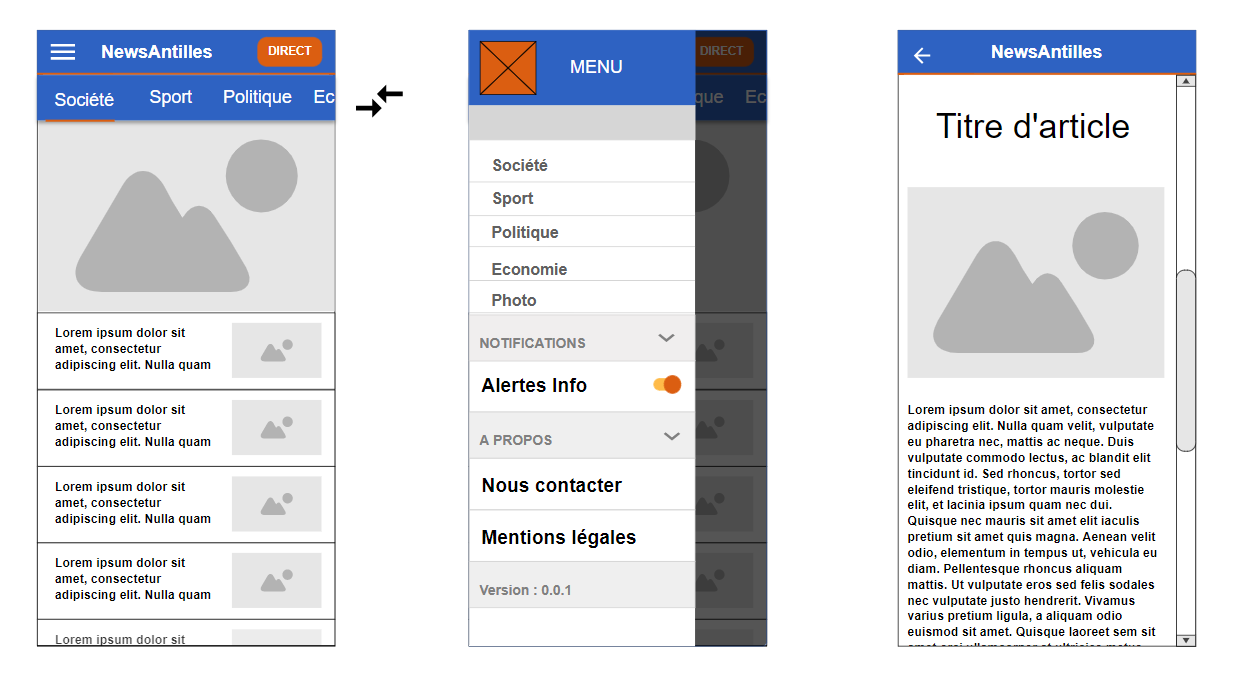 NewsAntilles
DIRECT
Société
Sport
Politique
Ec
Lorem ipsum dolor sit
amet, consectetur
adipiscing elit. Nulla quam
Lorem ipsum dolor sit
amet, consectetur
adipiscing elit. Nulla quam
Lorem ipsum dolor sit
amet, consectetur
adipiscing elit. Nulla quam
Lorem ipsum dolor sit
amet, consectetur
adipiscing elit. Nulla quam
Lorem ipsum dolor sit
MENU
DIRECT
que
Ec
Société
Sport
Politique
Economie
Photo
NOTIFICATIONS
Alertes Info
A PROPOS
Nous contacter
Mentions légales
Version : 0.0.1
NewsAntilles
Titre d'article
Lorem ipsum dolor sit amet, consectetur
adipiscing elit. Nulla quam velit, vulputate
eu pharetra nec, mattis ac neque. Duis
vulputate commodo lectus, ac blandit elit
tincidunt id. Sed rhoncus, tortor sed
eleifend tristique, tortor mauris molestie
elit, et lacinia ipsum quam nec dui.
Quisque nec mauris sit amet elit iaculis
pretium sit amet quis magna. Aenean velit
odio, elementum in tempus ut, vehicula eu
diam. Pellentesque rhoncus aliquam
mattis. Ut vulputate eros sed felis sodales
nec vulputate justo hendrerit. Vivamus
varius pretium ligula, a aliquam odio
euismod sit amet. Quisque laoreet sem sit